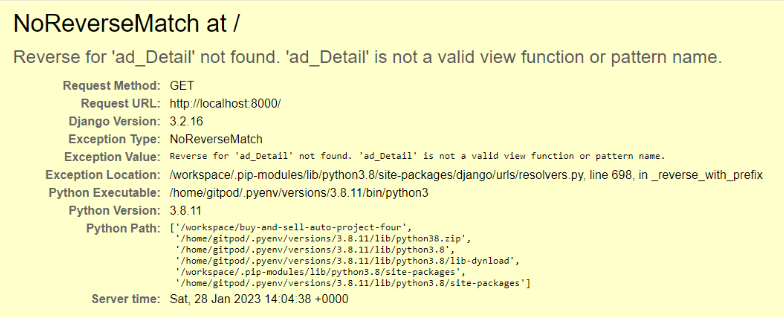 NoReverseMatch at /
Reverse for 'ad_Detail' not found. 'ad_Detail' is not a valid view function or pattern name.
Request Method: GET
Request URL: http://localhost:8000/
Django Version: 3.2.16
Exception Type: NoReverseMatch
Exception Value: Reverse for 'ad_Detail' not found. 'ad_Detail' is not a valid view function or pattern name.
Exception Location: /workspace/.pip-modules/lib/python3.8/site-packages/django/urls/resolvers.py, line 698, in _reverse_with_prefix
Python Executable: /home/gitpod/.pyenv/versions/3.8.11/bin/python3
Python Version: 3.8.11
Python Path: ['/workspace/buy-and-sell-auto-project-four',
'/home/gitpod/.pyenv/versions/3.8.11/lib/python38.zip',
'/home/gitpod/.pyenv/versions/3.8.11/lib/python3.8',
'/home/gitpod/.pyenv/versions/3.8.11/lib/python3.8/lib-dynload',
'/workspace/.pip-modules/lib/python3.8/site-packages',
'/home/gitpod/.pyenv/versions/3.8.11/lib/python3.8/site-packages']
Server time: Sat, 28 Jan 2023 14:04:38 +0000